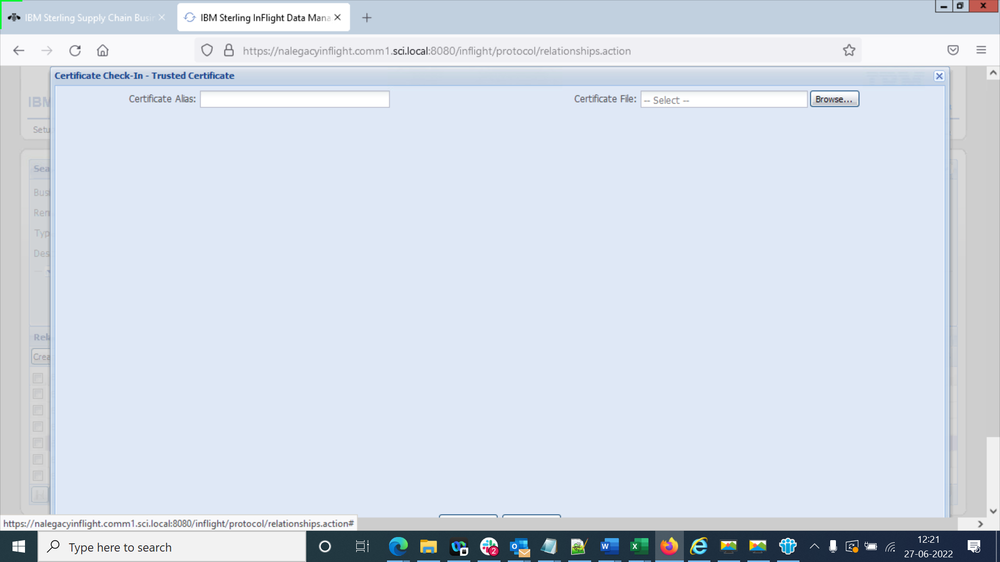 IBM Sterling Supply Chain Busin
IBM Sterling InFlight Data Mana
https://nalegacyinflight.comm1.sci.local:8080/inflight/protocol/relationships.action
Certificate Check-In - Trusted Certificate
Certificate Alias:
Certificate File:
-- Select --
Browse...
IBM
Setu
Sea
Busi
Ren
Typ
Des
Rela
Crea
https://nalegacyinflight.comm1.sci.local:8080/inflight/protocol/relationships.action#
Type here to search
2
12:21
27-06-2022